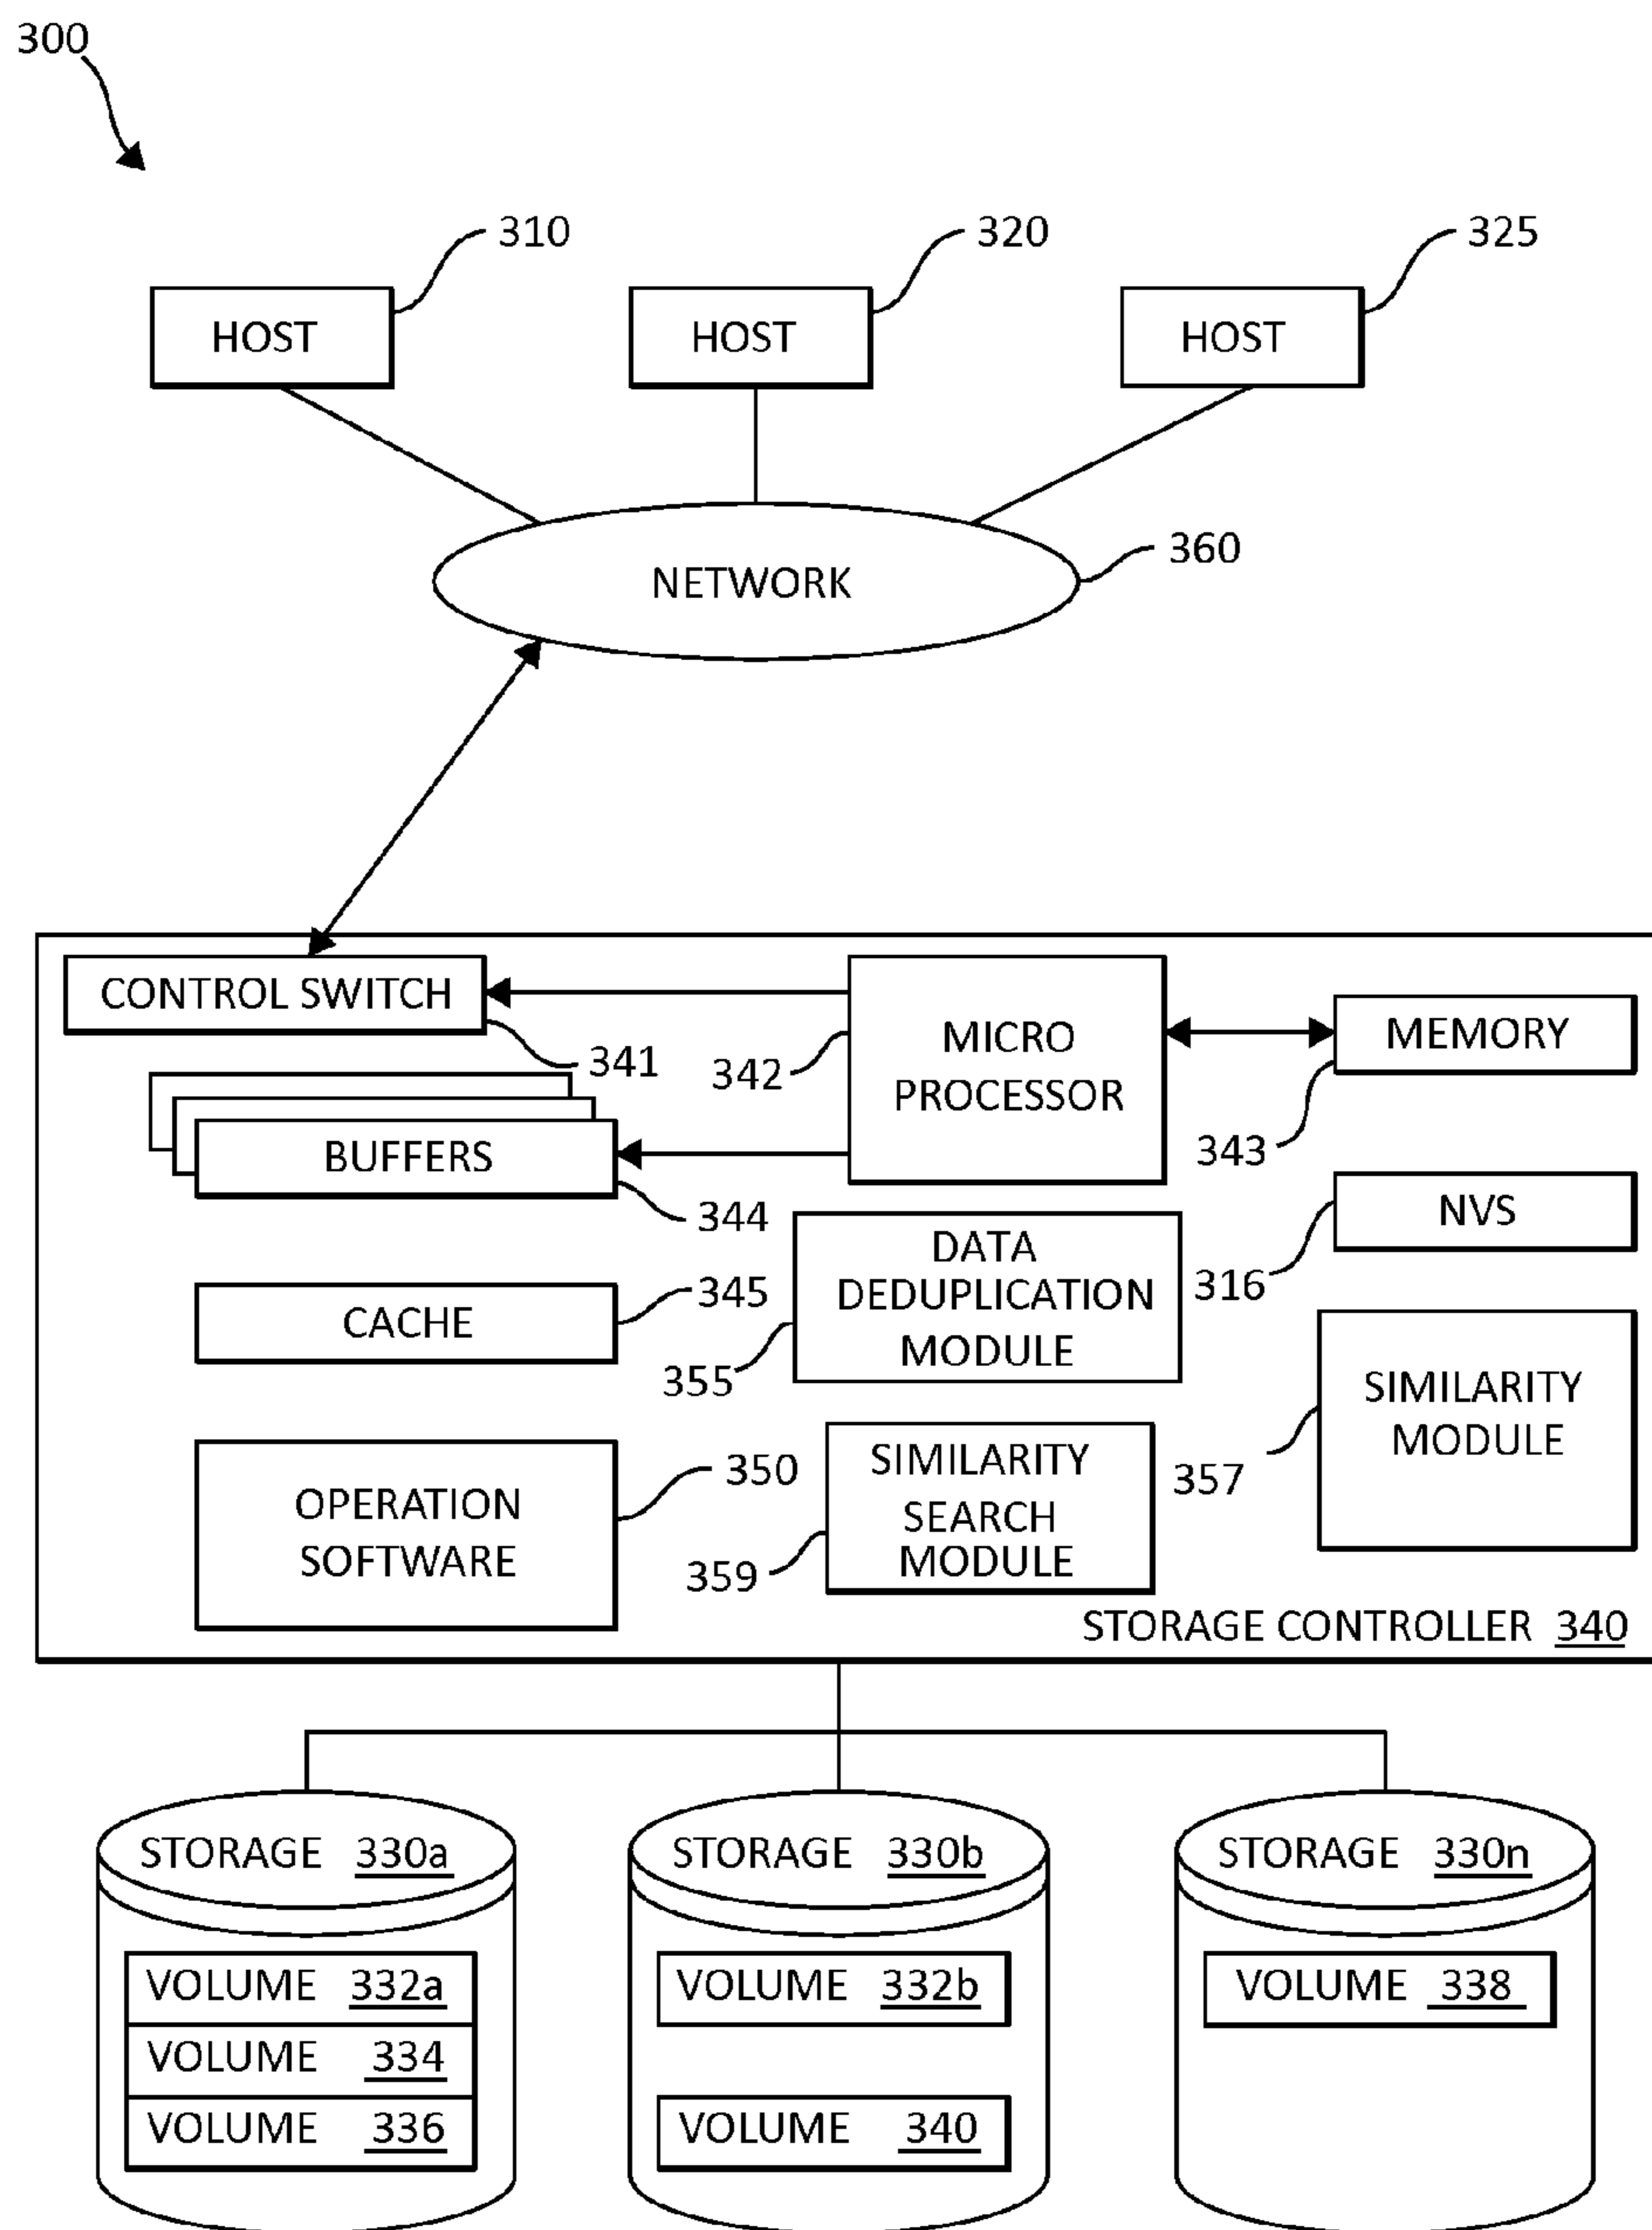 300
310
320
325
HOST
HOST
HOST
360
NETWORK
CONTROL SWITCH
341
342
MICRO
PROCESSOR
MEMORY
343
BUFFERS
344
NVS
316
DATA
DEDUPLICATION
MODULE
355
CACHE
345
SIMILARITY
MODULE
357
OPERATION
SOFTWARE
350
SIMILARITY
SEARCH
MODULE
359
STORAGE CONTROLLER 340
STORAGE 330a
STORAGE 330b
STORAGE 330n
VOLUME 332a
VOLUME 334
VOLUME 336
VOLUME 332b
VOLUME 340
VOLUME 338